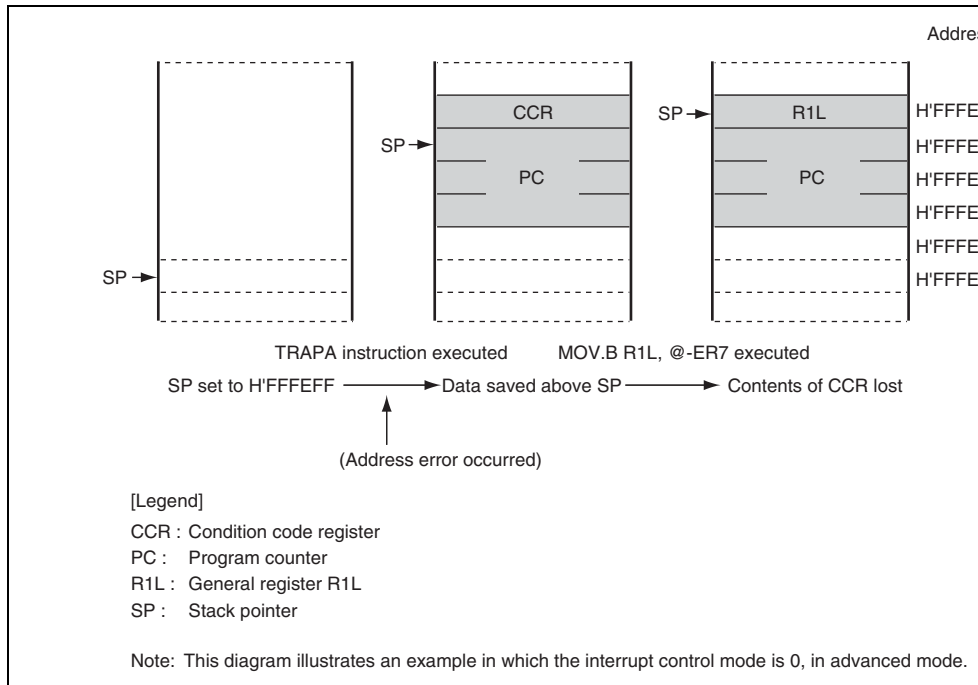 Addres
CCR
SP
R1L
H'FFFE
SP
H'FFFE
PC
PC
H'FFFE
H'FFFE
H'FFFE
SP
H'FFFE
TRAPA instruction executed
MOV.B R1L, @-ER7 executed
SP set to H'FFFEFF
Data saved above SP
Contents of CCR lost
(Address error occurred)
[Legend]
CCR : Condition code register
PC : Program counter
R1L : General register R1L
SP : Stack pointer
Note: This diagram illustrates an example in which the interrupt control mode is 0, in advanced mode.